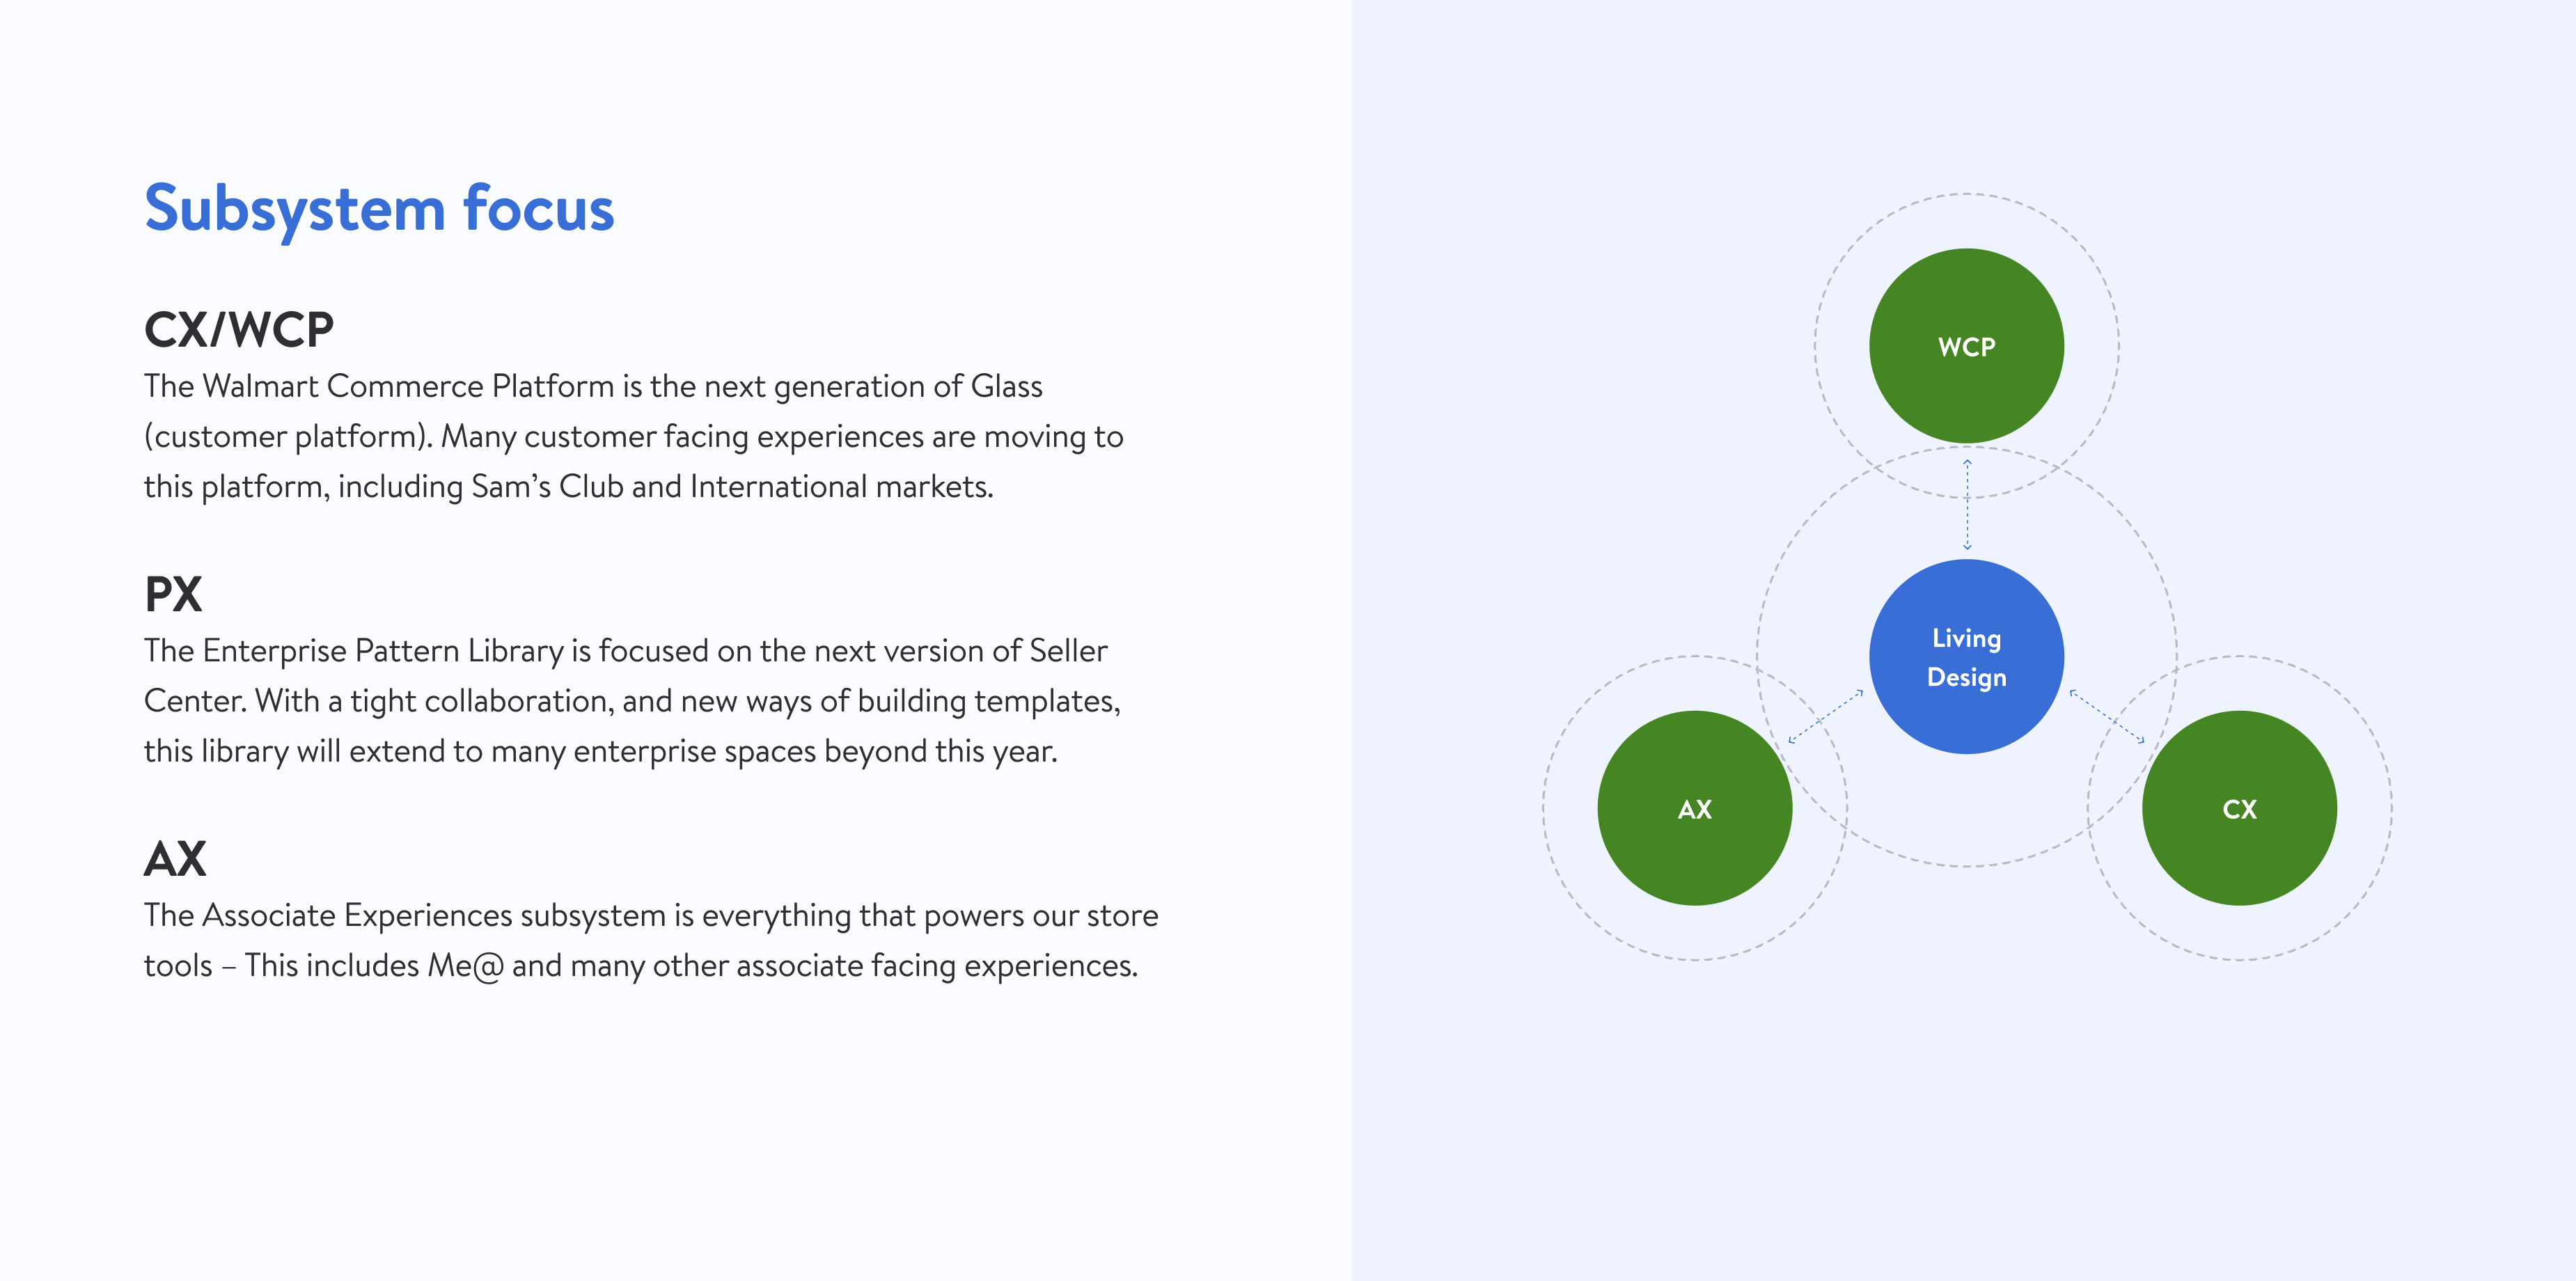 Subsystem focus
CX/WCP
The Walmart Commerce Platform is the next generation of Glass
(customer platform). Many customer facing experiences are moving to
this platform, including Sam’s Club and International markets.
PX
The Enterprise Pattern Library is focused on the next version of Seller
Center. With a tight collaboration, and new ways of building templates,
this library will extend to many enterprise spaces beyond this year.
AX
The Associate Experiences subsystem is everything that powers our store
tools – This includes Me@ and many other associate facing experiences.
WCP
Living
Design
AX
CX